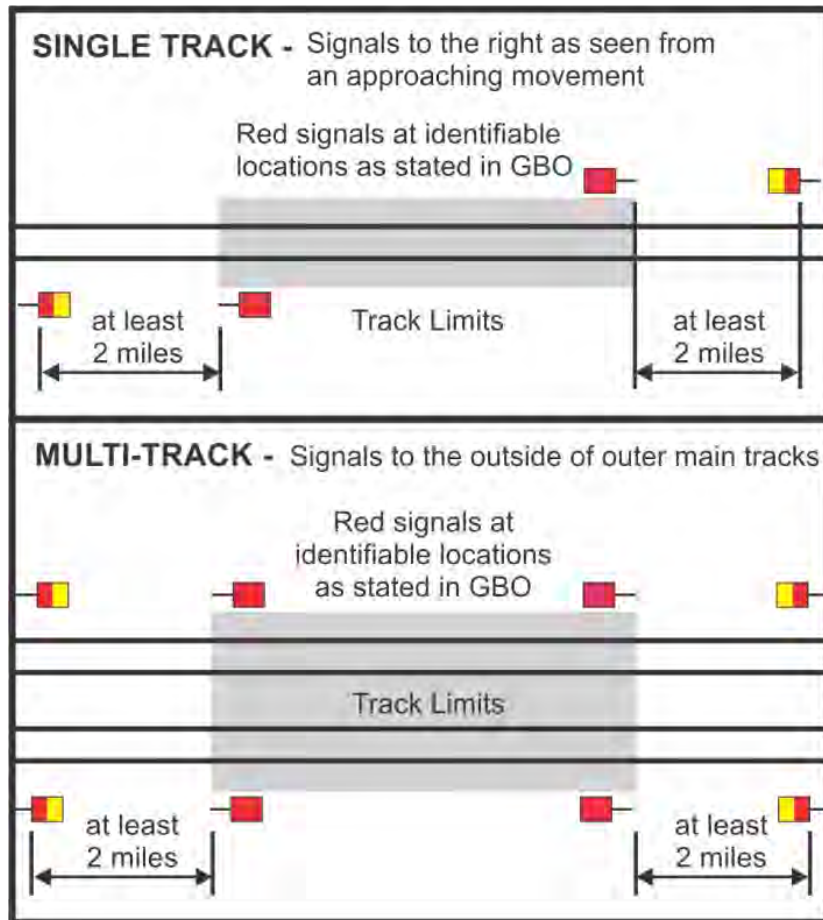 SINGLE TRACK - Signals to the right as seen from
an approaching movement
Red signals at identifiable
locations as stated in GBO
Track Limits
at least
2 miles
at least
2 miles
MULTI-TRACK - Signals to the outside of outer main tracks
Red signals at
identifiable locations
as stated in GBO
Track Limits
at least
2 miles
at least
2 miles